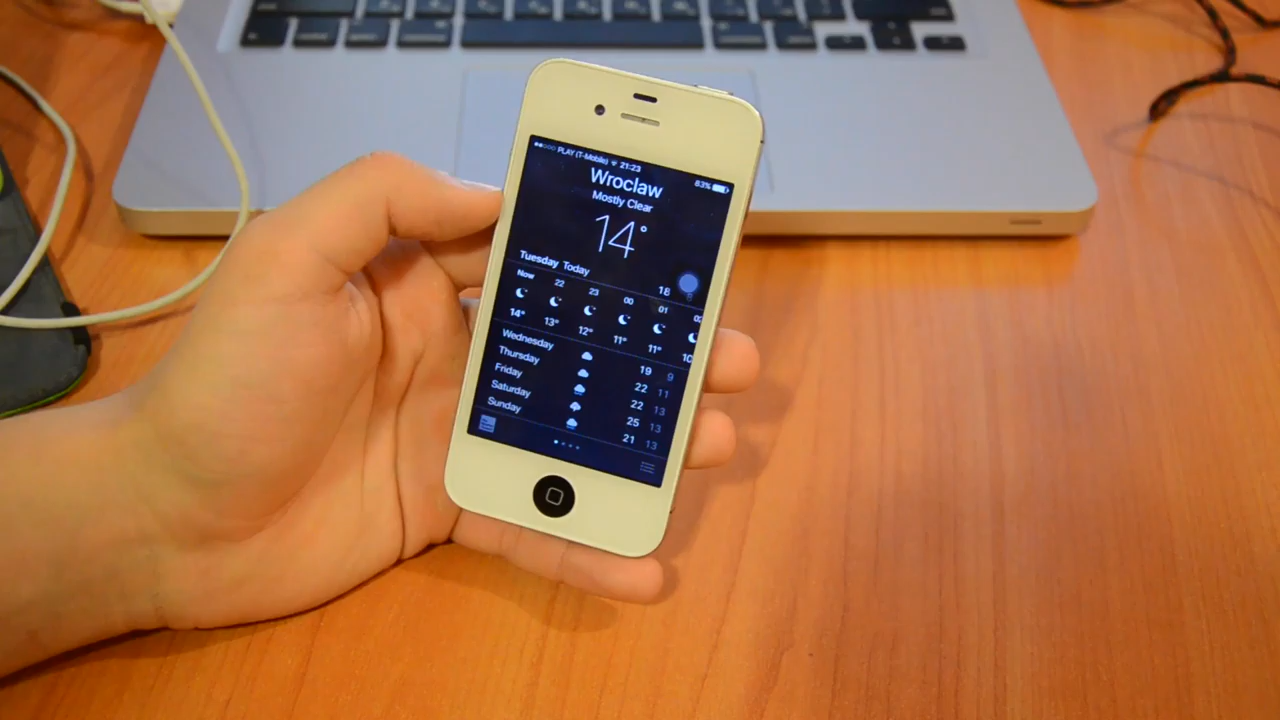 PLAY (T-Mobile) 21:23 83%
Wroclaw
Mostly Clear
14°
Tuesday Today 18
Now 22 23 00 01
14° 13° 12° 11° 11° 10
Wednesday 19 9
Thursday 22 11
Friday 22 13
Saturday 25 13
Sunday 21 13